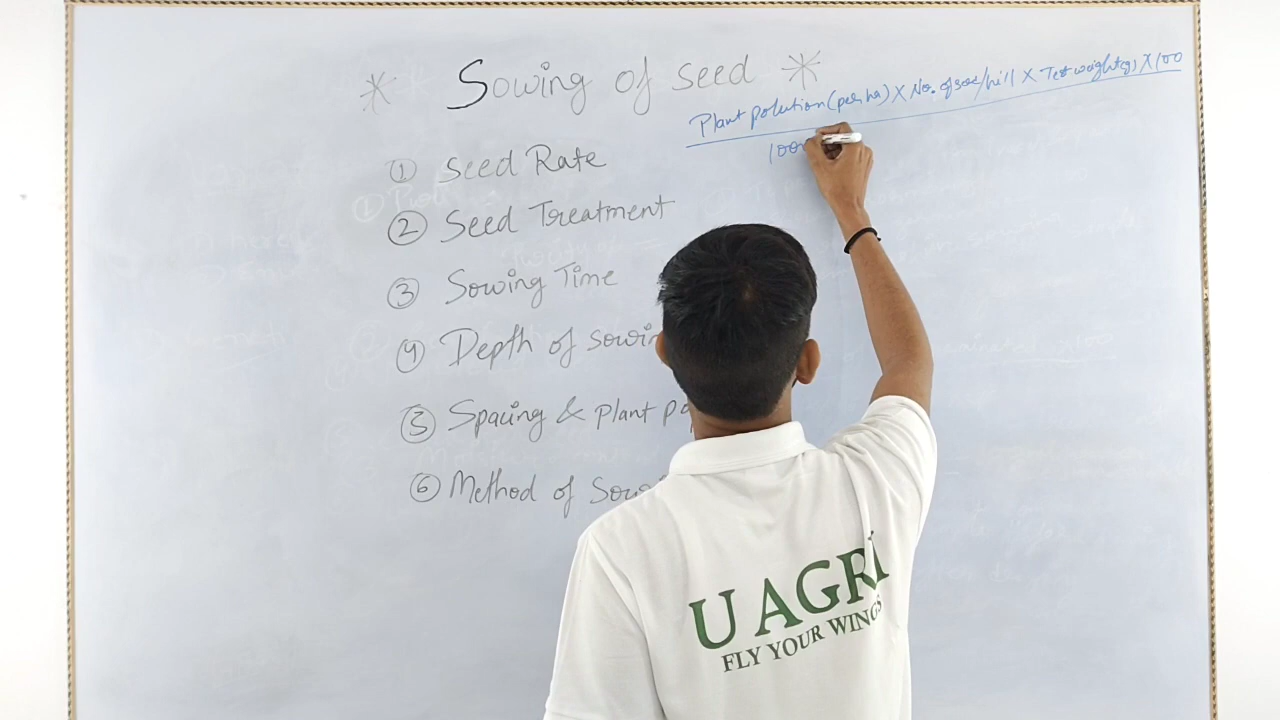 * Sowing of seed *
Plant polution (per ha) X No. of seed/hill X Test weight(g) X 100
1000
① Seed Rate
② Seed Treatment
③ Sowing Time
④ Depth of sowin
⑤ Spacing & plant po
⑥ Method of Sow
U AGRI
FLY YOUR WINGS